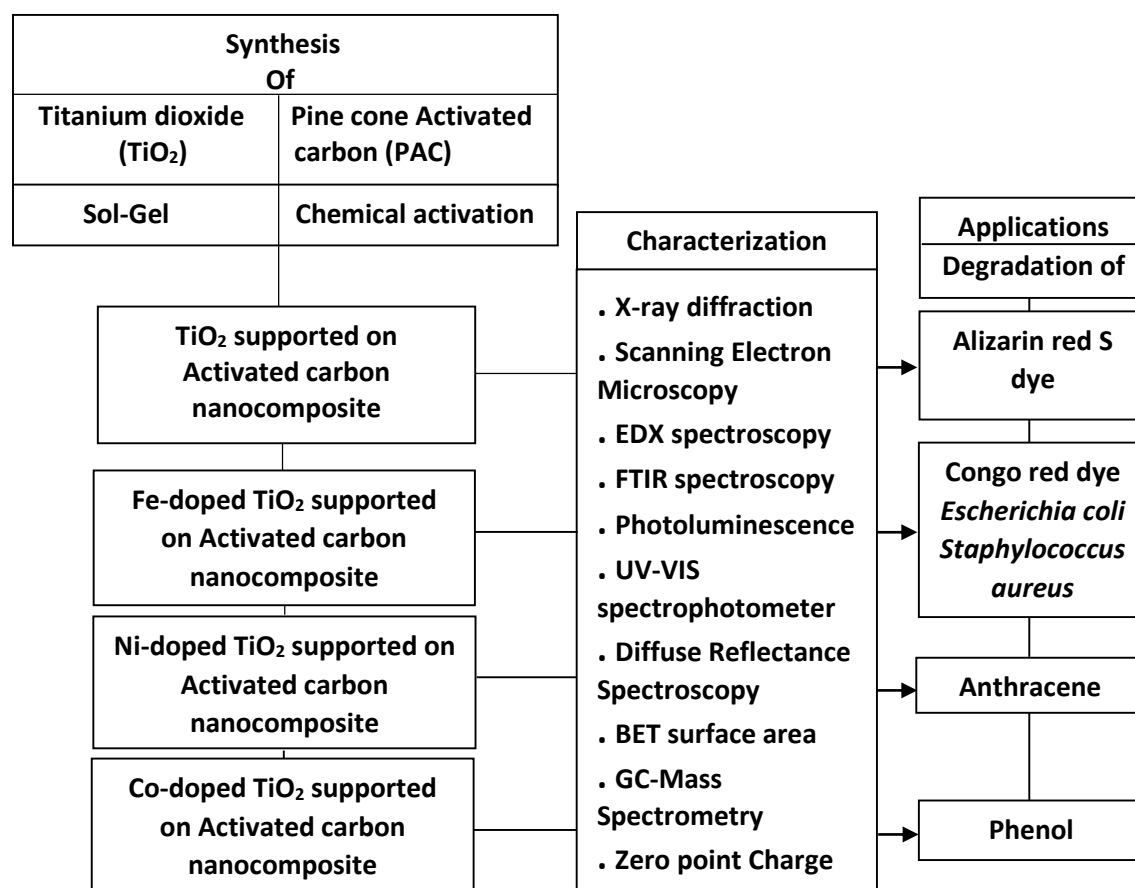 Synthesis
Of
Titanium dioxide
(TiO₂)
Pine cone Activated
carbon (PAC)
Sol-Gel
Chemical activation
TiO₂ supported on
Activated carbon
nanocomposite
Fe-doped TiO₂ supported
on Activated carbon
nanocomposite
Ni-doped TiO₂ supported on
Activated carbon
nanocomposite
Co-doped TiO₂ supported
on Activated carbon
nanocomposite
Characterization
. X-ray diffraction
. Scanning Electron
Microscopy
. EDX spectroscopy
. FTIR spectroscopy
. Photoluminescence
. UV-VIS
spectrophotometer
. Diffuse Reflectance
Spectroscopy
. BET surface area
. GC-Mass
Spectrometry
. Zero point Charge
Applications
Degradation of
Alizarin red S
dye
Congo red dye
Escherichia coli
Staphylococcus
aureus
Anthracene
Phenol